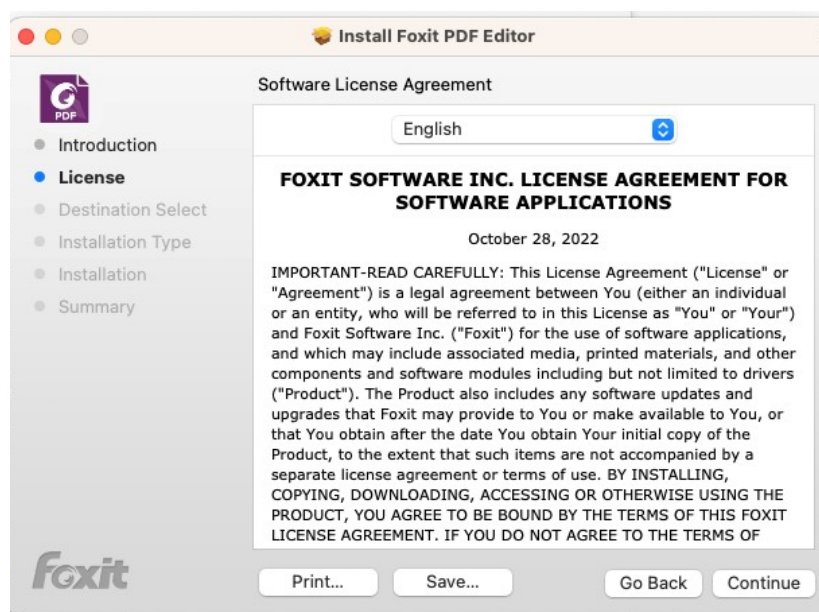 Install Foxit PDF Editor
G
PDF
Introduction
License
Destination Select
Installation Type
Installation
Summary
Software License Agreement
English
FOXIT SOFTWARE INC. LICENSE AGREEMENT FOR
SOFTWARE APPLICATIONS
October 28, 2022
IMPORTANT-READ CAREFULLY: This License Agreement ("License" or
"Agreement") is a legal agreement between You (either an individual
or an entity, who will be referred to in this License as "You" or "Your")
and Foxit Software Inc. ("Foxit") for the use of software applications,
and which may include associated media, printed materials, and other
components and software modules including but not limited to drivers
("Product"). The Product also includes any software updates and
upgrades that Foxit may provide to You or make available to You, or
that You obtain after the date You obtain Your initial copy of the
Product, to the extent that such items are not accompanied by a
separate license agreement or terms of use. BY INSTALLING,
COPYING, DOWNLOADING, ACCESSING OR OTHERWISE USING THE
PRODUCT, YOU AGREE TO BE BOUND BY THE TERMS OF THIS FOXIT
LICENSE AGREEMENT. IF YOU DO NOT AGREE TO THE TERMS OF
Foxit
Print...
Save...
Go Back
Continue